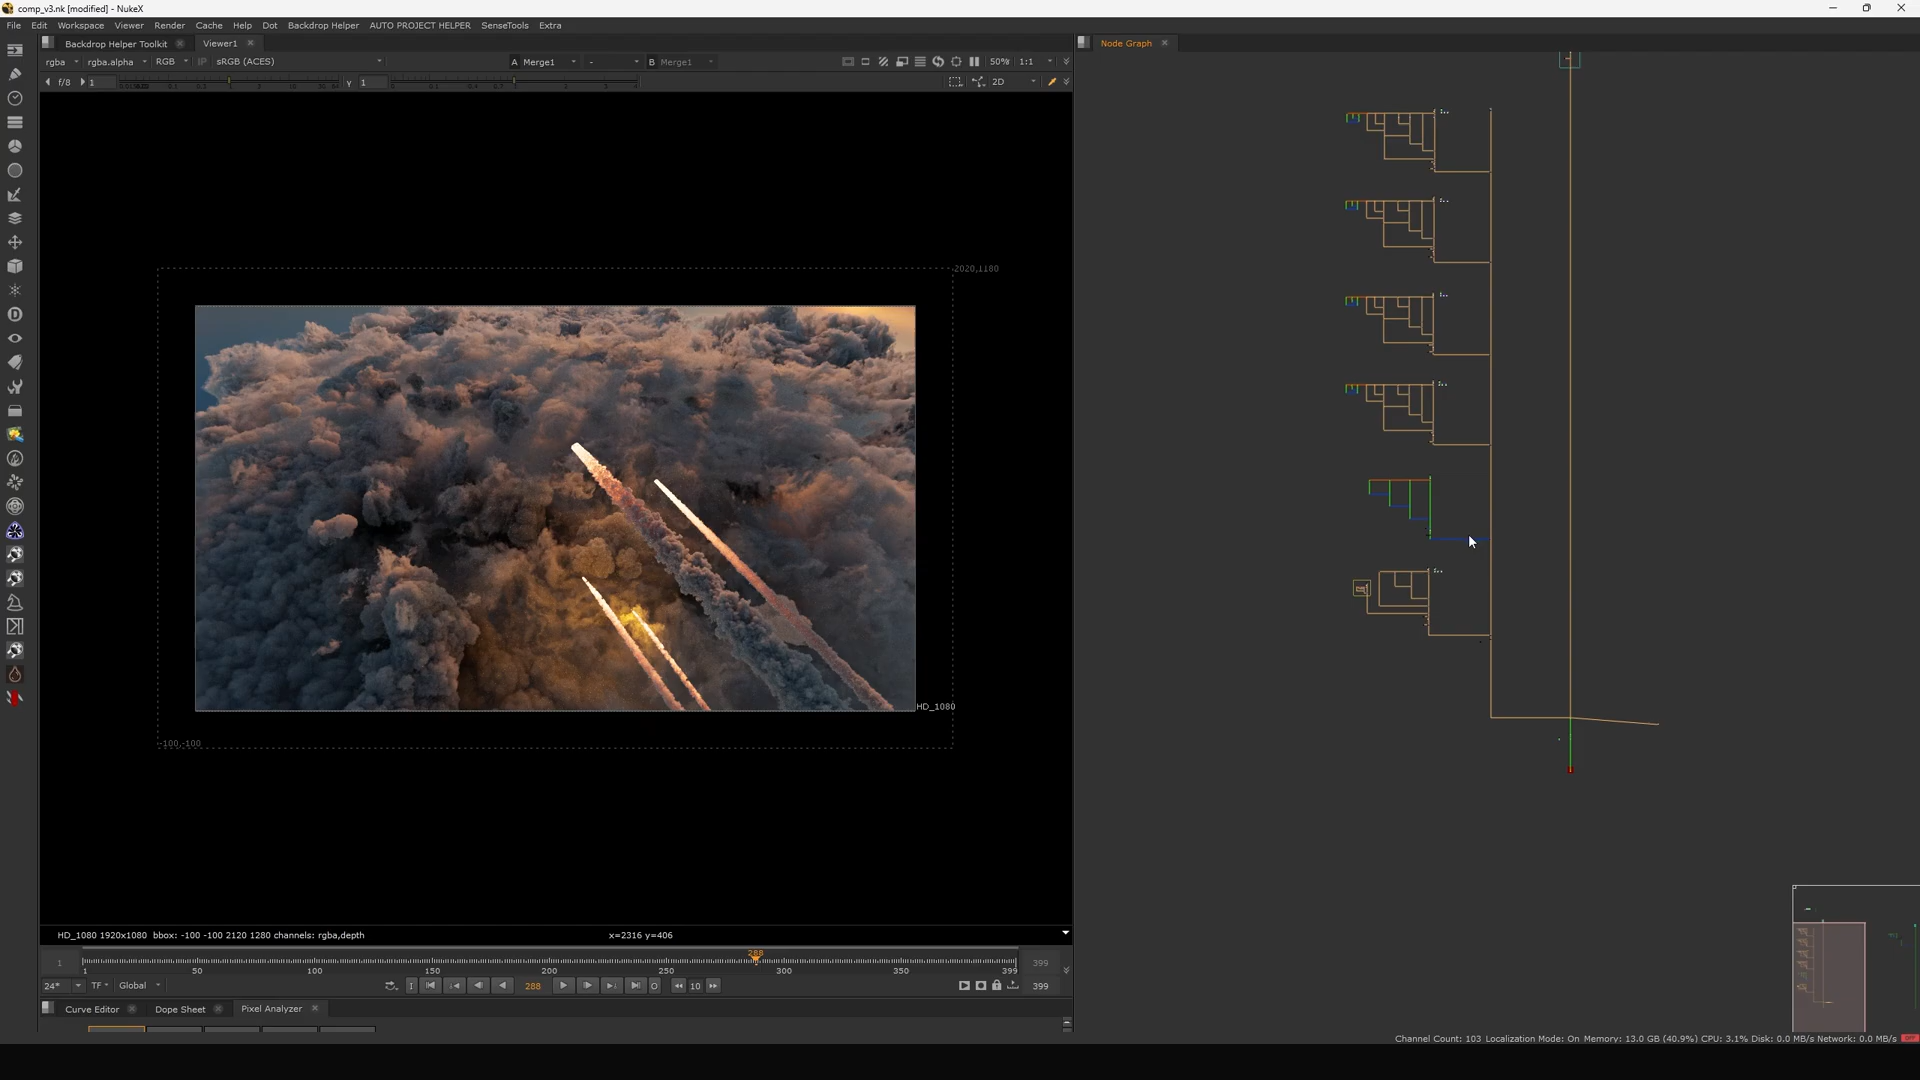 comp_v3.nk [modified] - NukeX
File Edit Workspace Viewer Render Cache Help Dot Backdrop Helper AUTO PROJECT HELPER SenseTools Extra
Backdrop Helper Toolkit Viewer1 Node Graph
rgba rgba.alpha RGB IP sRGB (ACES) A Merge1 - B Merge1 50% 1:1
f/8 1 γ 1 2D
2020,1180
HD_1080
-100,-100
HD_1080 1920x1080 bbox: -100 -100 2120 1280 channels: rgba,depth x=2316 y=406
288
1 399
1 50 100 150 200 250 300 350 399
24* TF Global 288 10 399
Curve Editor Dope Sheet Pixel Analyzer
Channel Count: 103 Localization Mode: On Memory: 13.0 GB (40.9%) CPU: 3.1% Disk: 0.0 MB/s Network: 0.0 MB/s